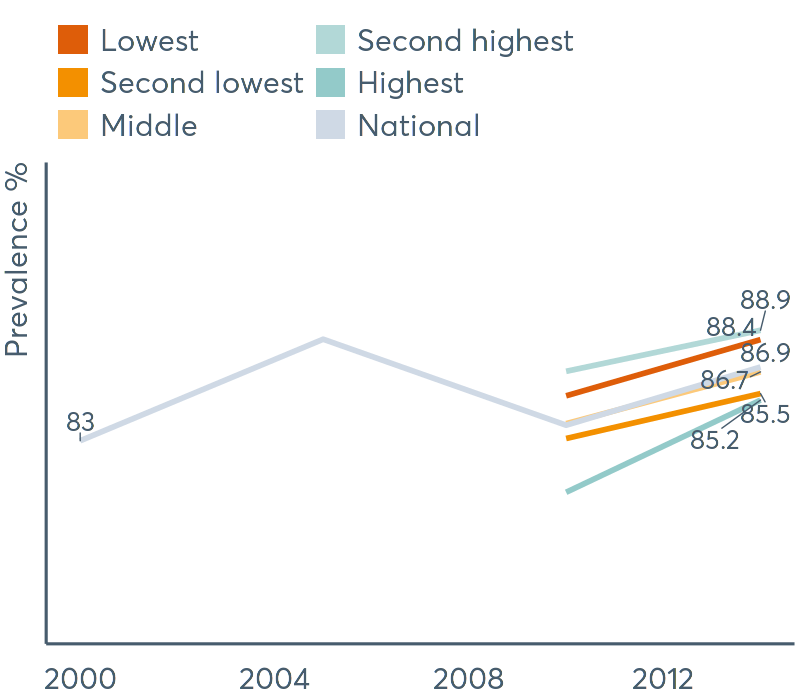 Lowest
Second highest
Second lowest
Highest
Middle
National
Prevalence %
88.9
88.4
86.9
86.7
85.5
85.2
83
2000 2004 2008 2012